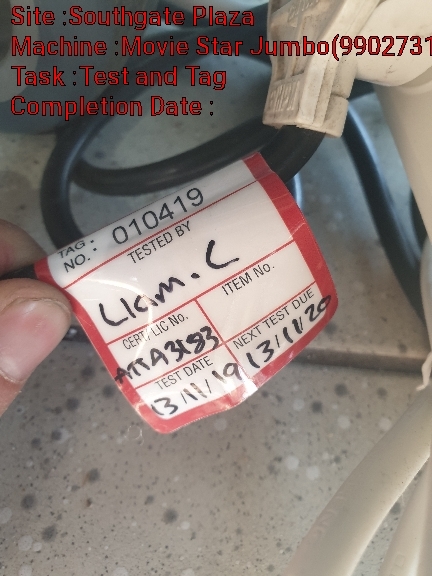 Site :Southgate Plaza
Machine :Movie Star Jumbo(9902731
Task :Test and Tag
Completion Date :
TAG NO.: 010419
TESTED BY
Liam. C
CERT/LIC No.
ITEM No.
TEST DATE
NEXT TEST DUE
13/11/19
13/11/20